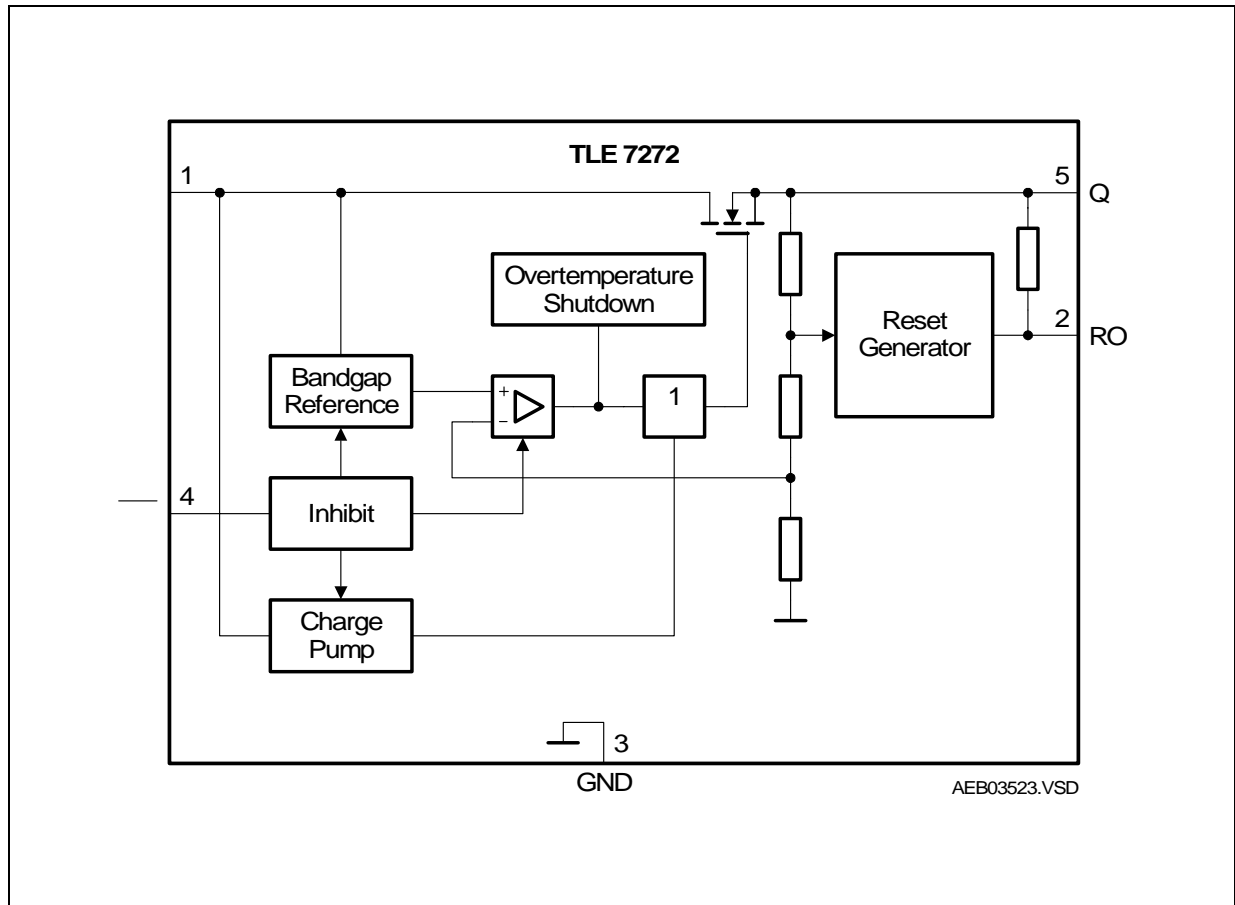 TLE 7272
1
5
Q
Overtemperature
Shutdown
Reset
Generator
2
RO
Bandgap
Reference
+
−
1
4
Inhibit
Charge
Pump
3
GND
AEB03523.VSD